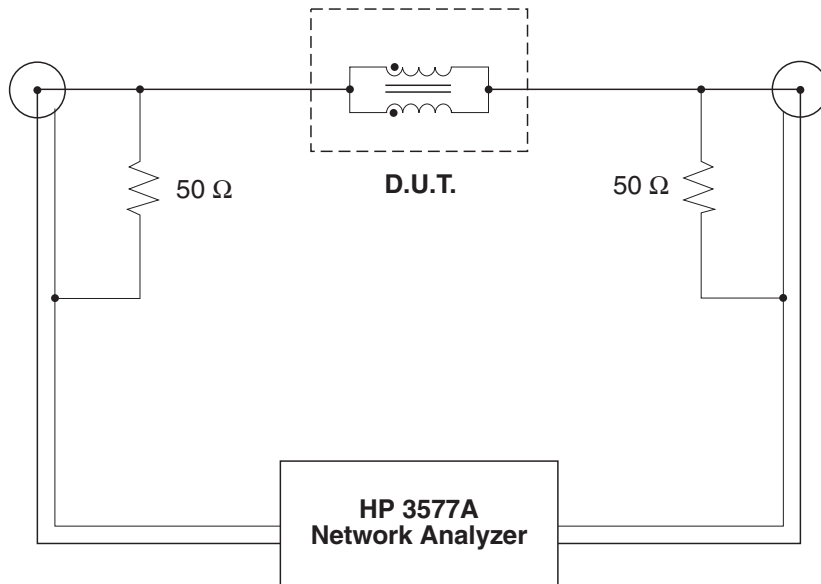 D.U.T.
50 Ω
50 Ω
HP 3577A
Network Analyzer